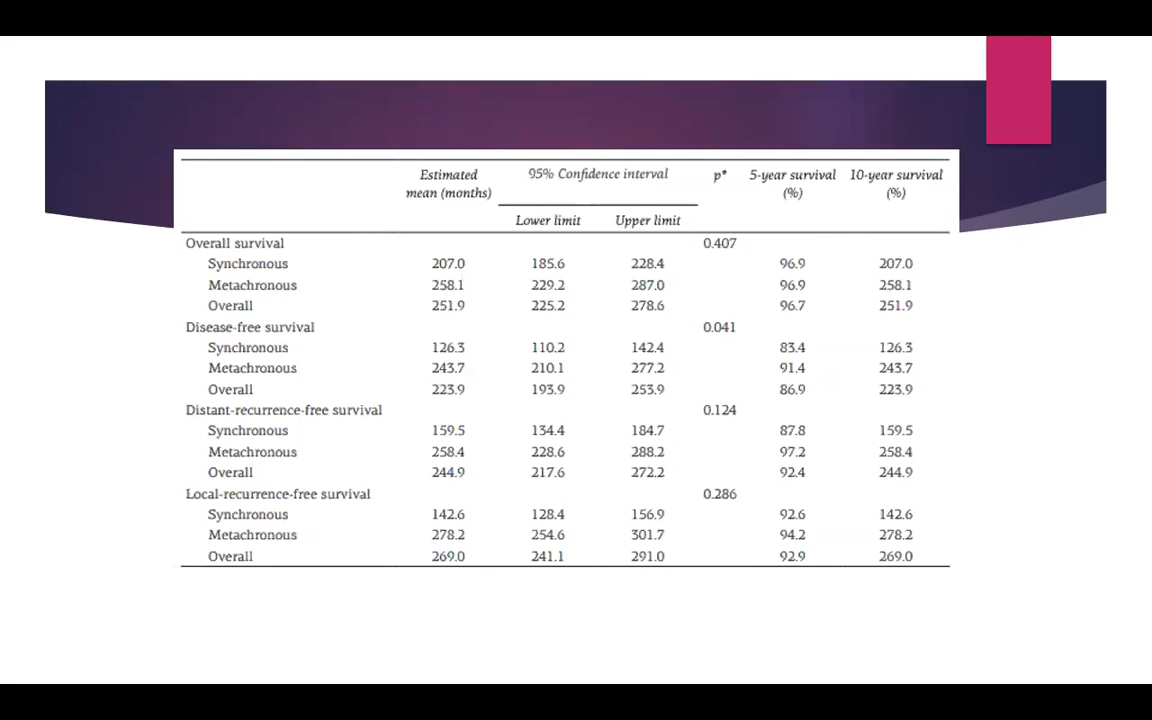 Estimated 95% Confidence interval p* 5-year survival 10-year survival
mean (months) (%) (%)
Lower limit Upper limit
Overall survival 0.407
Synchronous 207.0 185.6 228.4 96.9 207.0
Metachronous 258.1 229.2 287.0 96.9 258.1
Overall 251.9 225.2 278.6 96.7 251.9
Disease-free survival 0.041
Synchronous 126.3 110.2 142.4 83.4 126.3
Metachronous 243.7 210.1 277.2 91.4 243.7
Overall 223.9 193.9 253.9 86.9 223.9
Distant-recurrence-free survival 0.124
Synchronous 159.5 134.4 184.7 87.8 159.5
Metachronous 258.4 228.6 288.2 97.2 258.4
Overall 244.9 217.6 272.2 92.4 244.9
Local-recurrence-free survival 0.286
Synchronous 142.6 128.4 156.9 92.6 142.6
Metachronous 278.2 254.6 301.7 94.2 278.2
Overall 269.0 241.1 291.0 92.9 269.0